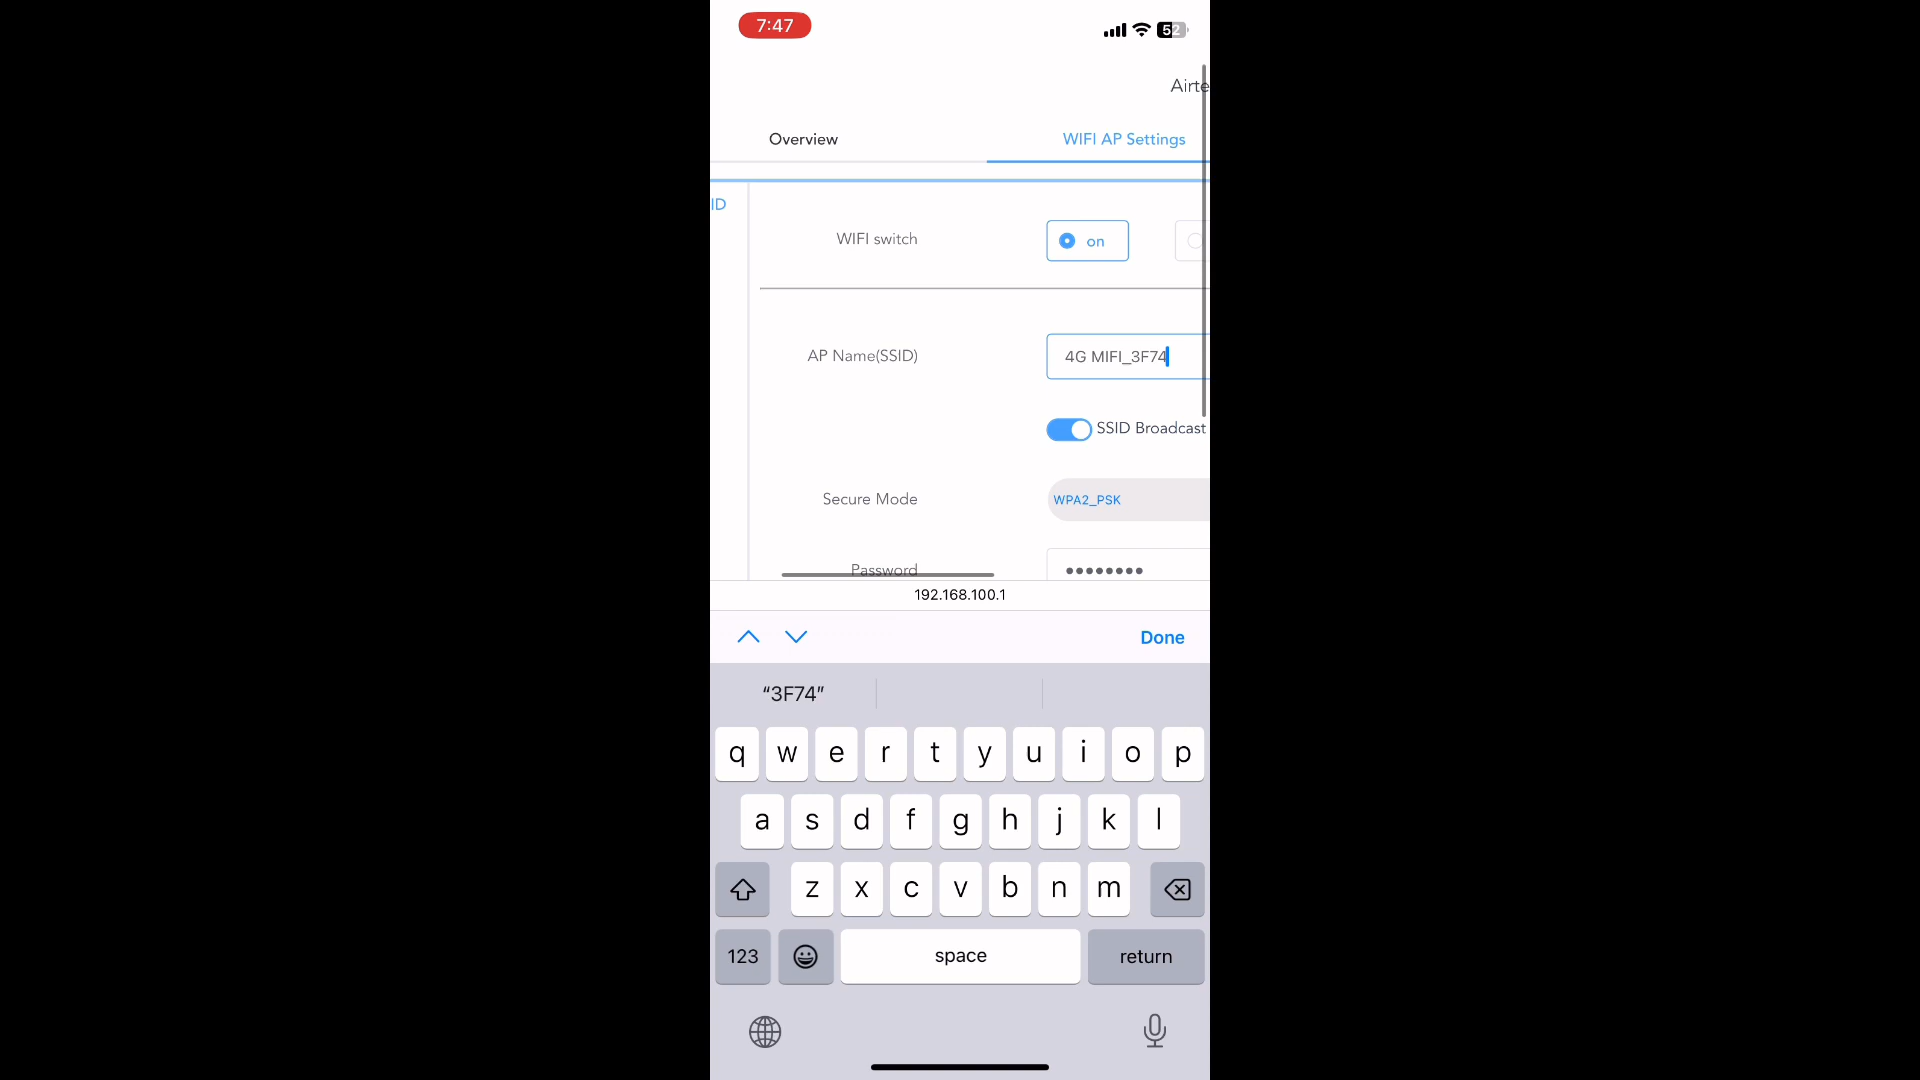 7:47
52
Airte
Overview
WIFI AP Settings
ID
WIFI switch
on
AP Name(SSID)
4G MIFI_3F74
SSID Broadcast
Secure Mode
WPA2_PSK
Password
192.168.100.1
Done
“3F74”
q w e r t y u i o p
a s d f g h j k l
z x c v b n m
123
space
return